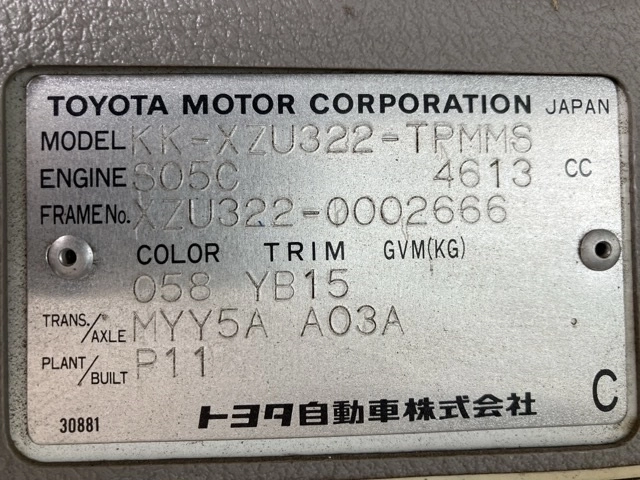 TOYOTA MOTOR CORPORATION JAPAN
MODEL KK-XZU322-TPMMS
ENGINE S05C 4613 CC
FRAME No. XZU322-0002666
COLOR TRIM GVM(KG)
058 YB15
TRANS./AXLE MYY5A A03A
PLANT/BUILT P11
30881 トヨタ自動車株式会社 C